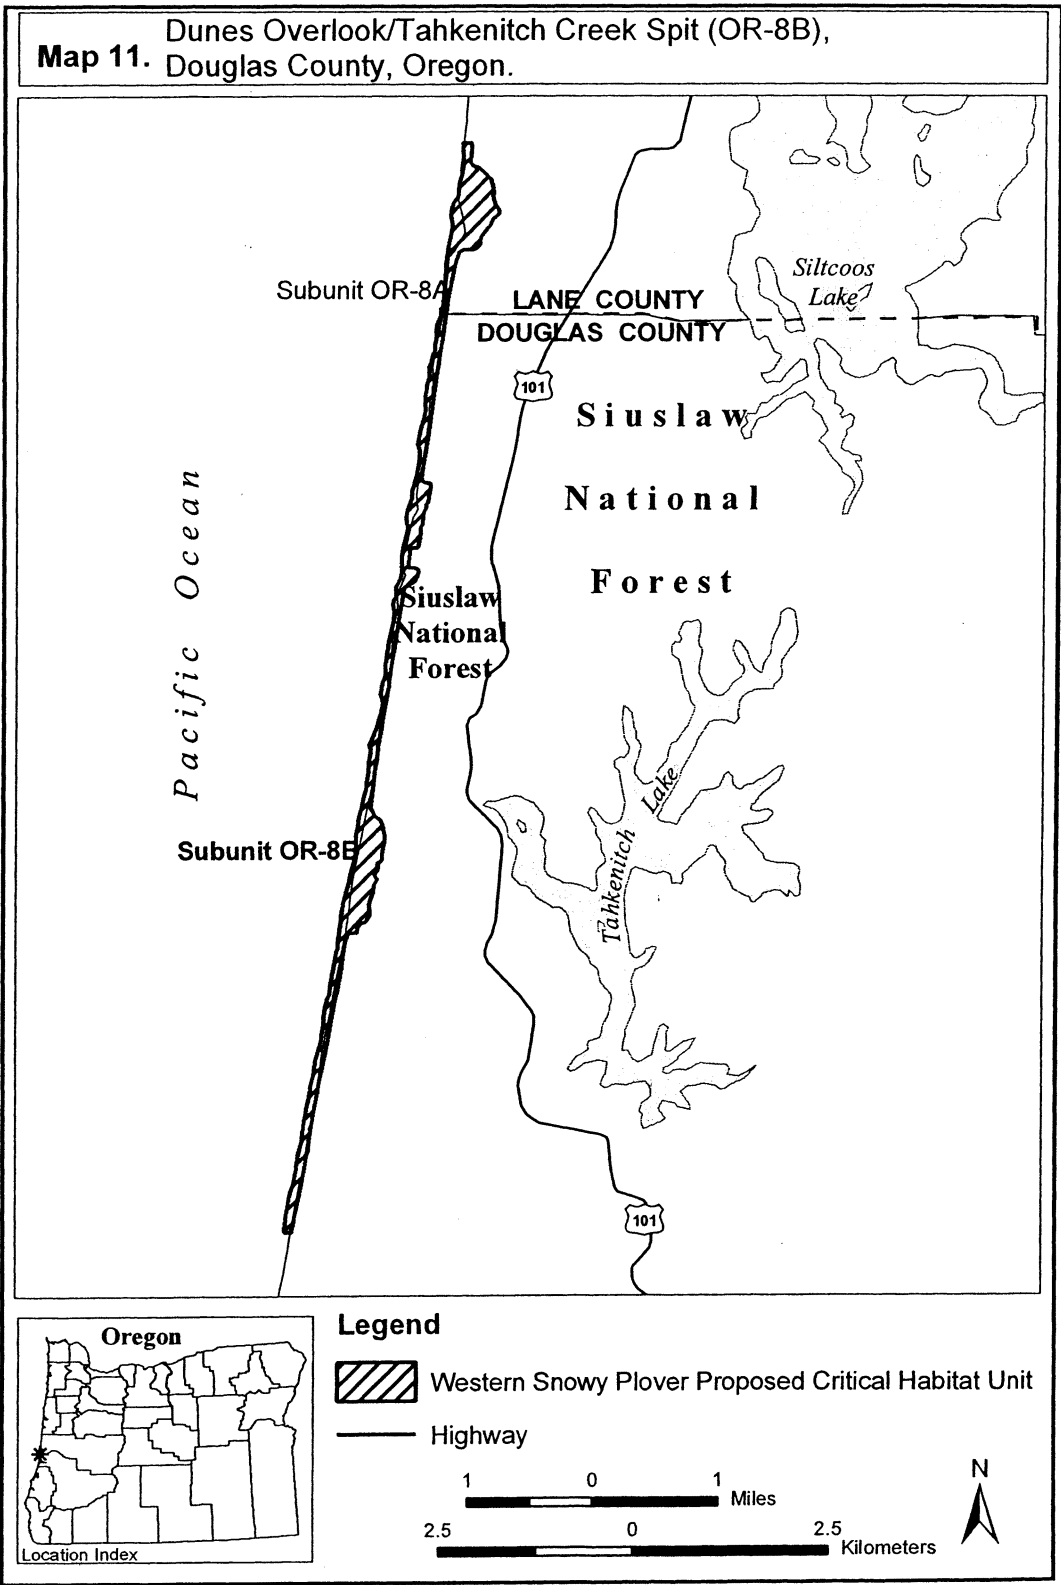 Map 11.
Dunes Overlook/Tahkenitch Creek Spit (OR-8B),
Douglas County, Oregon.
Subunit OR-8A
LANE COUNTY
DOUGLAS COUNTY
Siltcoos
Lake
101
Siuslaw
National
Forest
Pacific Ocean
Siuslaw
National
Forest
Subunit OR-8B
Tahkenitch Lake
101
Oregon
Location Index
Legend
Western Snowy Plover Proposed Critical Habitat Unit
Highway
1 0 1
Miles
2.5 0 2.5
Kilometers
N